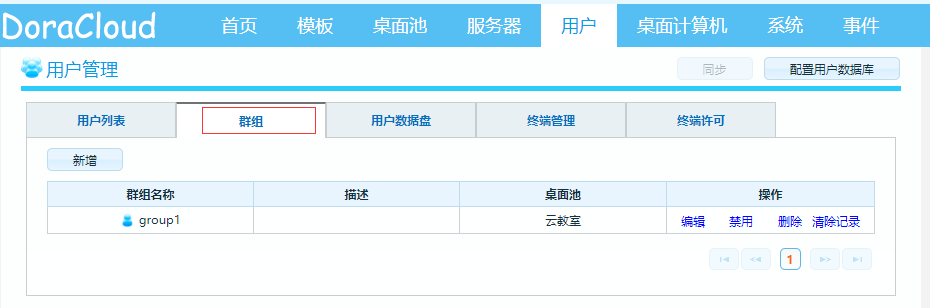 DoraCloud 首页 模板 桌面池 服务器 用户 桌面计算机 系统 事件
用户管理 同步 配置用户数据库
用户列表 群组 用户数据盘 终端管理 终端许可
新增
群组名称 描述 桌面池 操作
group1 云教室 编辑 禁用 删除 清除记录
1